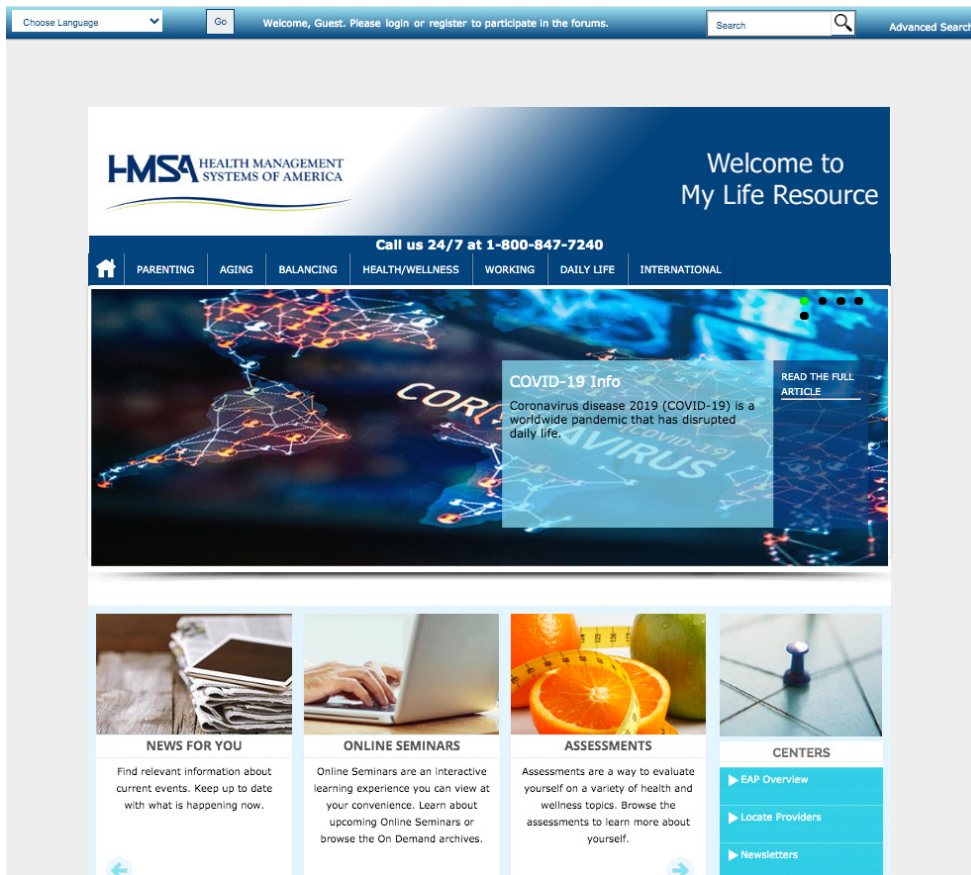 Choose Language
Go
Welcome, Guest. Please login or register to participate in the forums.
Search
Advanced Search
HMSA
HEALTH MANAGEMENT
SYSTEMS OF AMERICA
Welcome to
My Life Resource
Call us 24/7 at 1-800-847-7240
PARENTING
AGING
BALANCING
HEALTH/WELLNESS
WORKING
DAILY LIFE
INTERNATIONAL
CORONAVIRUS
[COVID-19]
COVID-19 Info
Coronavirus disease 2019 (COVID-19) is a
worldwide pandemic that has disrupted
daily life.
READ THE FULL
ARTICLE
NEWS FOR YOU
Find relevant information about
current events. Keep up to date
with what is happening now.
ONLINE SEMINARS
Online Seminars are an interactive
learning experience you can view at
your convenience. Learn about
upcoming Online Seminars or
browse the On Demand archives.
ASSESSMENTS
Assessments are a way to evaluate
yourself on a variety of health and
wellness topics. Browse the
assessments to learn more about
yourself.
CENTERS
EAP Overview
Locate Providers
Newsletters